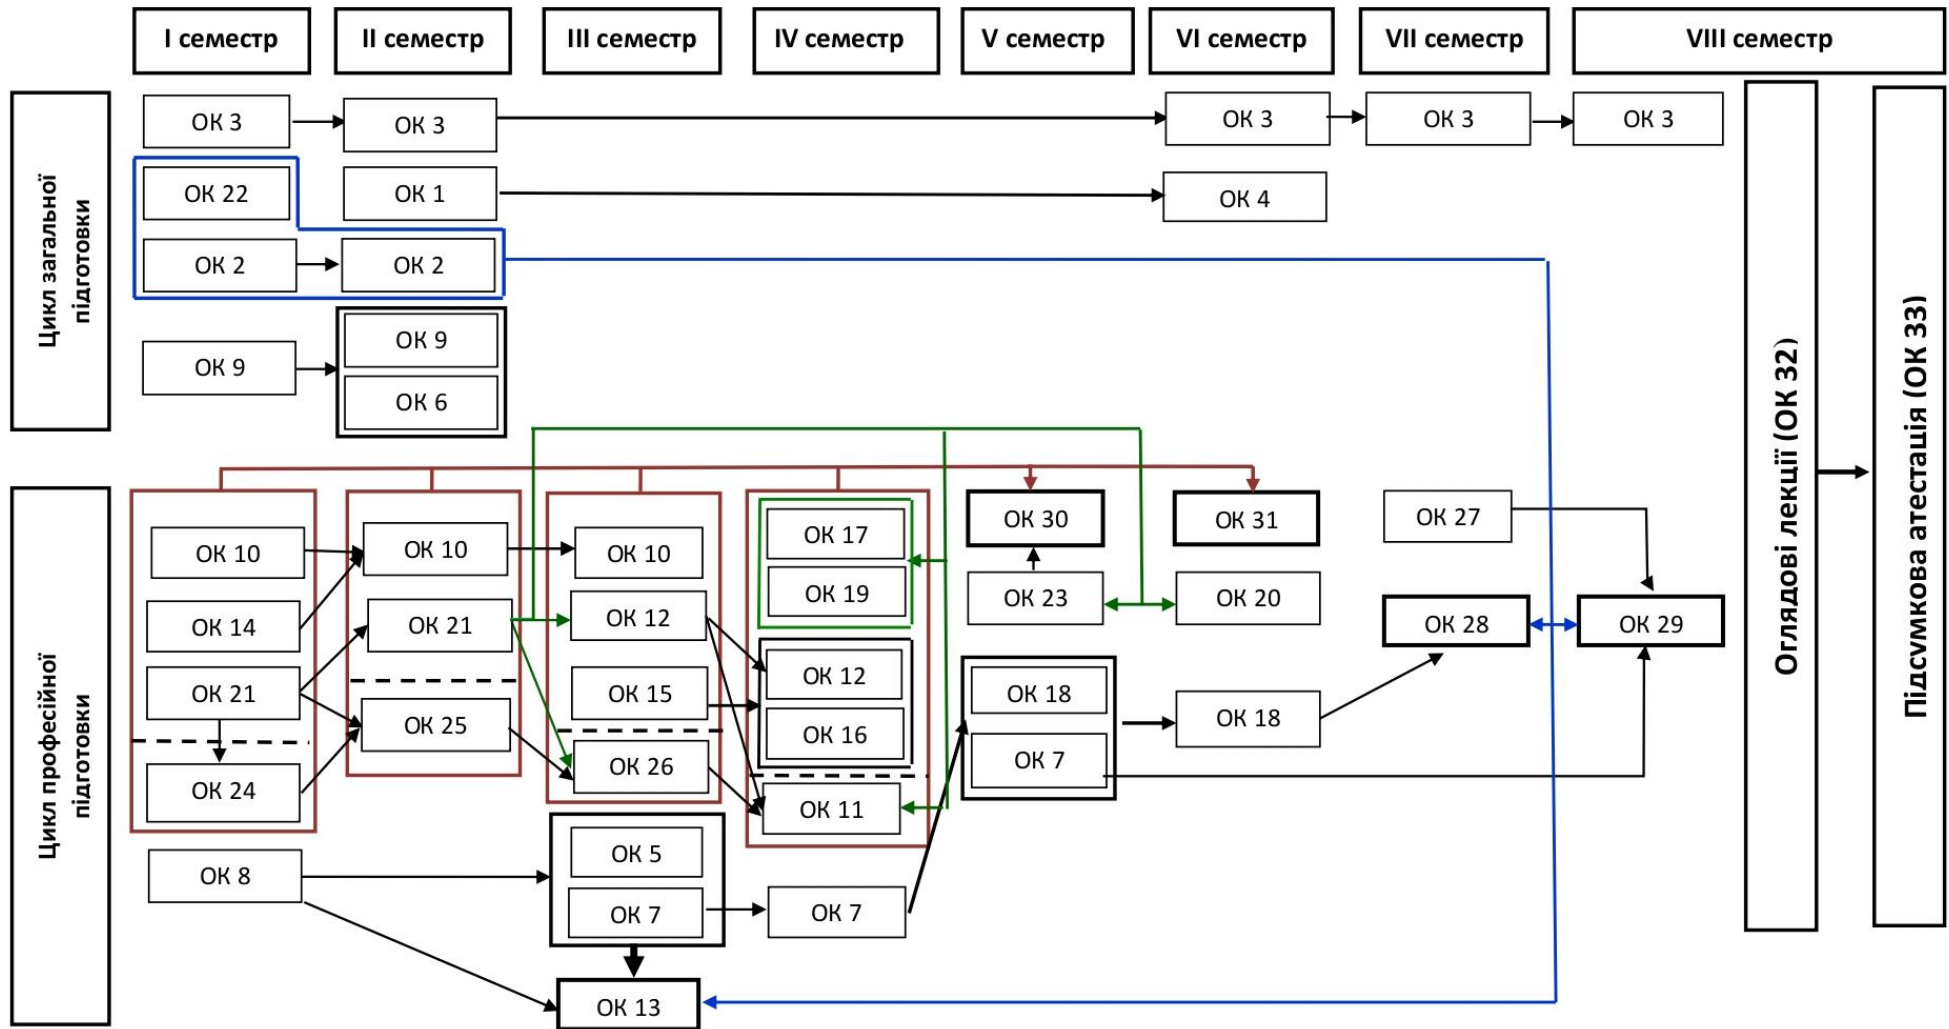 I семестр
II семестр
III семестр
IV семестр
V семестр
VI семестр
VII семестр
VIII семестр
Цикл загальної
підготовки
ОК 3
ОК 3
ОК 3
ОК 3
ОК 3
ОК 22
ОК 1
ОК 4
ОК 2
ОК 2
ОК 9
ОК 9
ОК 6
Цикл професійної
підготовки
ОК 10
ОК 14
ОК 21
ОК 24
ОК 8
ОК 10
ОК 21
ОК 25
ОК 10
ОК 12
ОК 15
ОК 26
ОК 5
ОК 7
ОК 13
ОК 17
ОК 19
ОК 12
ОК 16
ОК 11
ОК 7
ОК 30
ОК 23
ОК 18
ОК 7
ОК 31
ОК 20
ОК 18
ОК 27
ОК 28
ОК 29
Оглядові лекції (ОК 32)
Підсумкова атестація (ОК 33)